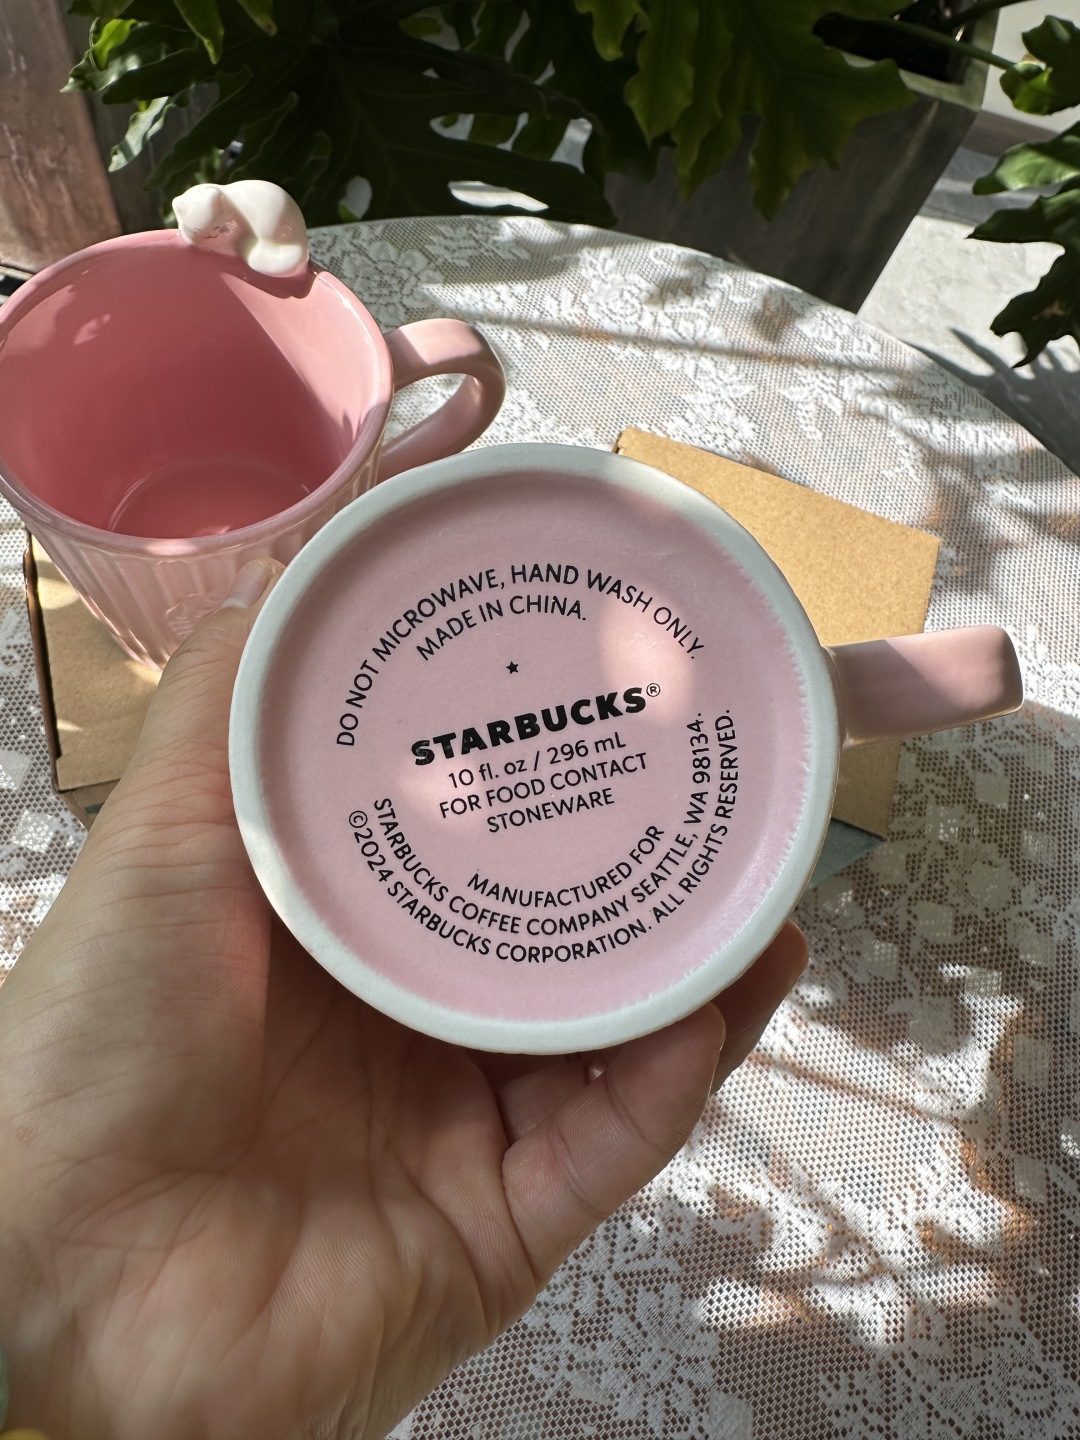 DO NOT MICROWAVE, HAND WASH ONLY.
MADE IN CHINA.
STARBUCKS®
10 fl. oz / 296 mL
FOR FOOD CONTACT
STONEWARE
MANUFACTURED FOR
STARBUCKS COFFEE COMPANY SEATTLE, WA 98134.
©2024 STARBUCKS CORPORATION. ALL RIGHTS RESERVED.